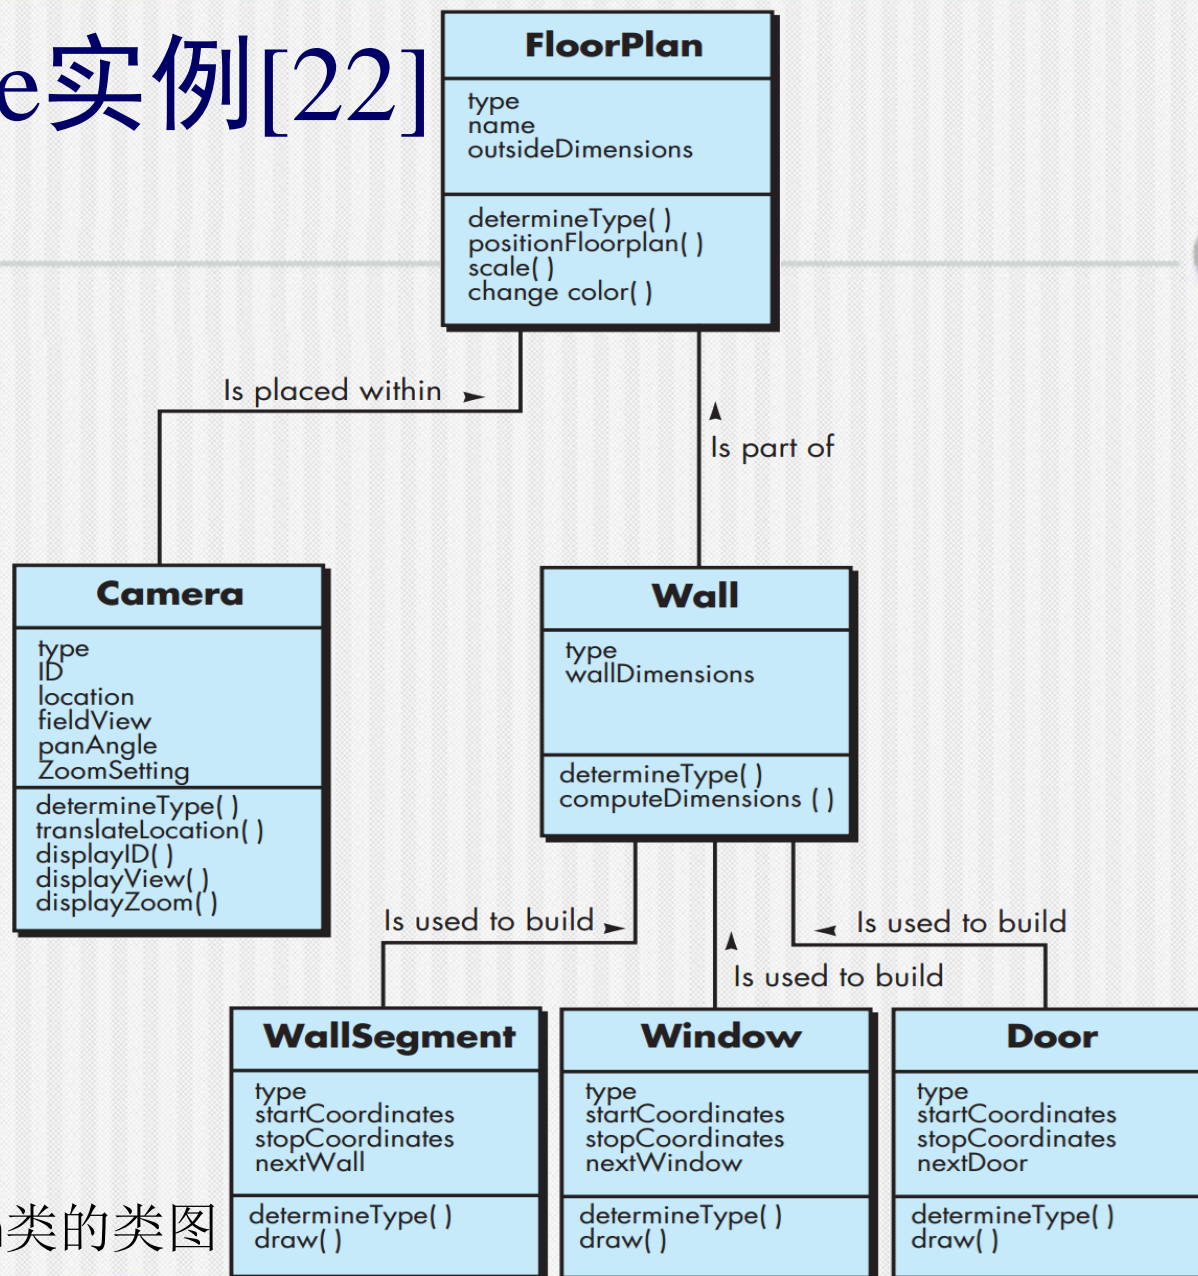 e实例[22]
FloorPlan
type
name
outsideDimensions
determineType( )
positionFloorplan( )
scale( )
change color( )
Is placed within
Is part of
Camera
type
ID
location
fieldView
panAngle
ZoomSetting
determineType( )
translateLocation( )
displayID( )
displayView( )
displayZoom( )
Wall
type
wallDimensions
determineType( )
computeDimensions ( )
Is used to build
Is used to build
Is used to build
WallSegment
type
startCoordinates
stopCoordinates
nextWall
determineType( )
draw( )
Window
type
startCoordinates
stopCoordinates
nextWindow
determineType( )
draw( )
Door
type
startCoordinates
stopCoordinates
nextDoor
determineType( )
draw( )
类的类图